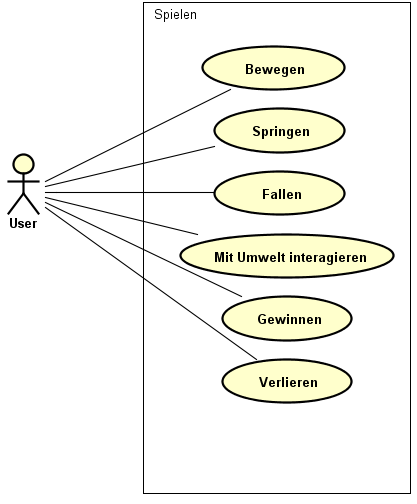 Spielen
Bewegen
Springen
Fallen
User
Mit Umwelt interagieren
Gewinnen
Verlieren